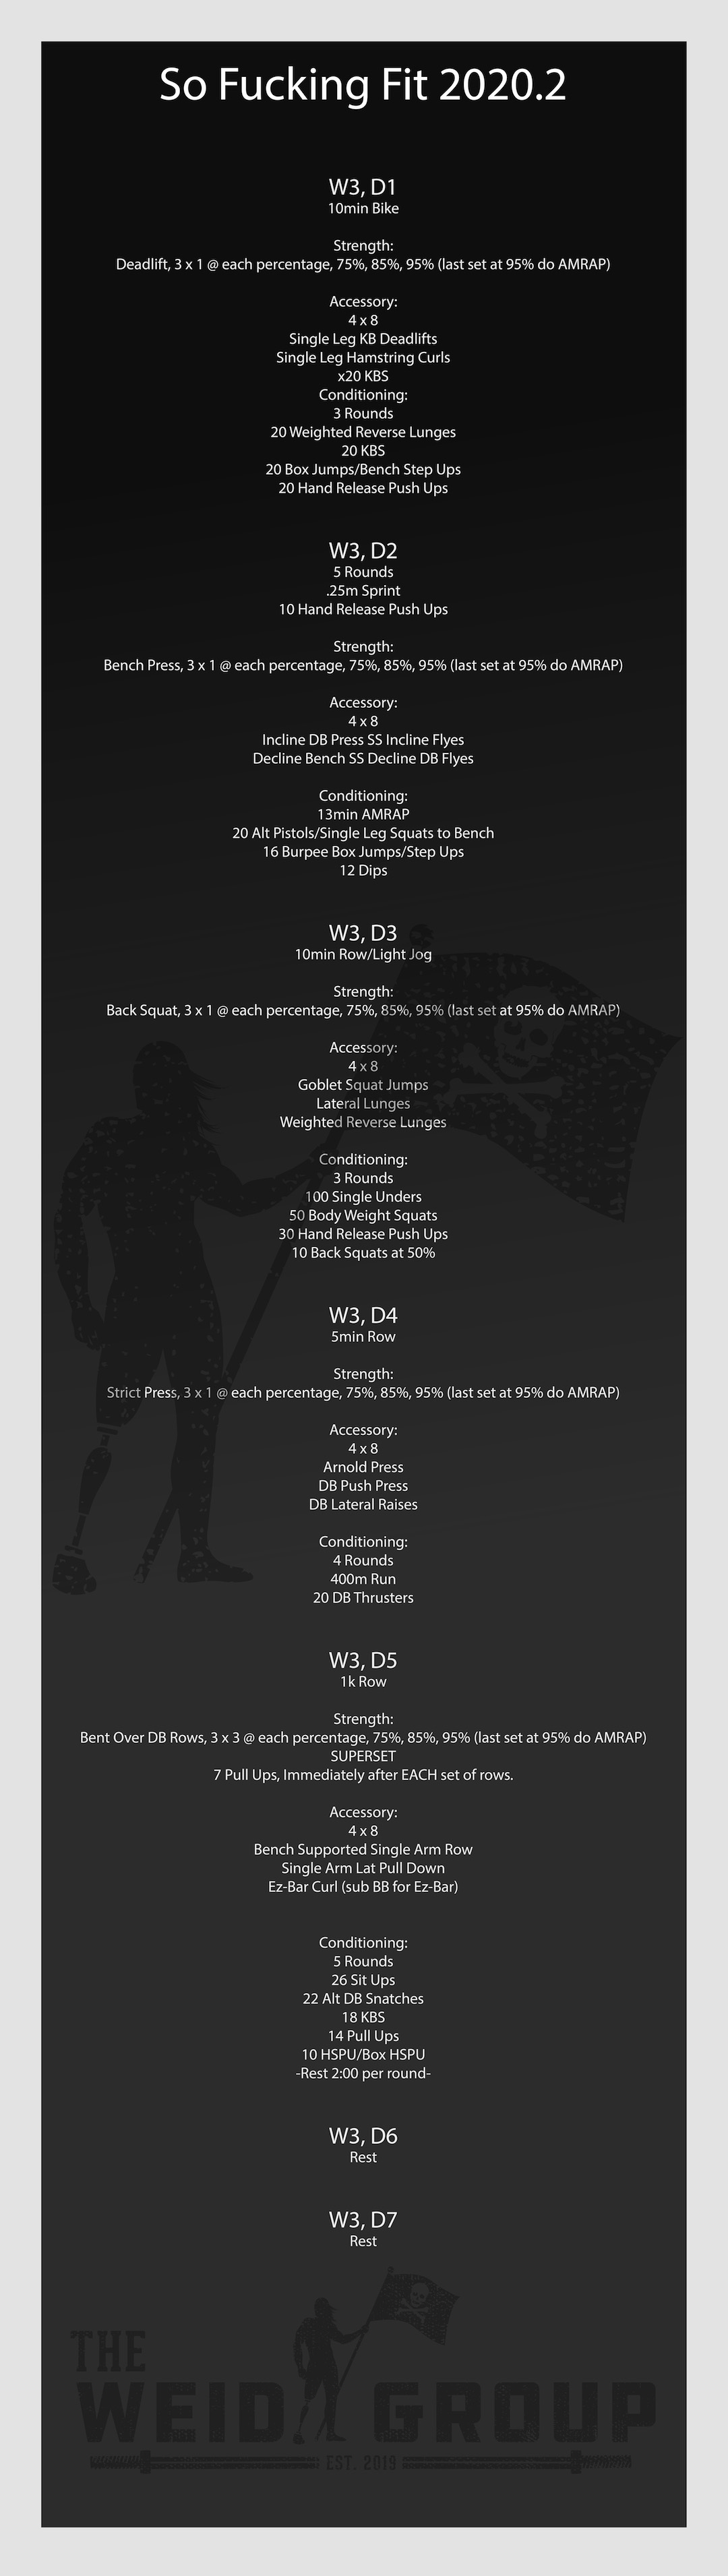 So Fucking Fit 2020.2
W3, D1
10min Bike
Strength:
Deadlift, 3 x 1 @ each percentage, 75%, 85%, 95% (last set at 95% do AMRAP)
Accessory:
4 x 8
Single Leg KB Deadlifts
Single Leg Hamstring Curls
x20 KBS
Conditioning:
3 Rounds
20 Weighted Reverse Lunges
20 KBS
20 Box Jumps/Bench Step Ups
20 Hand Release Push Ups
W3, D2
5 Rounds
.25m Sprint
10 Hand Release Push Ups
Strength:
Bench Press, 3 x 1 @ each percentage, 75%, 85%, 95% (last set at 95% do AMRAP)
Accessory:
4 x 8
Incline DB Press SS Incline Flyes
Decline Bench SS Decline DB Flyes
Conditioning:
13min AMRAP
20 Alt Pistols/Single Leg Squats to Bench
16 Burpee Box Jumps/Step Ups
12 Dips
W3, D3
10min Row/Light Jog
Strength:
Back Squat, 3 x 1 @ each percentage, 75%, 85%, 95% (last set at 95% do AMRAP)
Accessory:
4 x 8
Goblet Squat Jumps
Lateral Lunges
Weighted Reverse Lunges
Conditioning:
3 Rounds
100 Single Unders
50 Body Weight Squats
30 Hand Release Push Ups
10 Back Squats at 50%
W3, D4
5min Row
Strength:
Strict Press, 3 x 1 @ each percentage, 75%, 85%, 95% (last set at 95% do AMRAP)
Accessory:
4 x 8
Arnold Press
DB Push Press
DB Lateral Raises
Conditioning:
4 Rounds
400m Run
20 DB Thrusters
W3, D5
1k Row
Strength:
Bent Over DB Rows, 3 x 3 @ each percentage, 75%, 85%, 95% (last set at 95% do AMRAP)
SUPERSET
7 Pull Ups, Immediately after EACH set of rows.
Accessory:
4 x 8
Bench Supported Single Arm Row
Single Arm Lat Pull Down
Ez-Bar Curl (sub BB for Ez-Bar)
Conditioning:
5 Rounds
26 Sit Ups
22 Alt DB Snatches
18 KBS
14 Pull Ups
10 HSPU/Box HSPU
-Rest 2:00 per round-
W3, D6
Rest
W3, D7
Rest
THE
WEID GROUP
EST. 2019